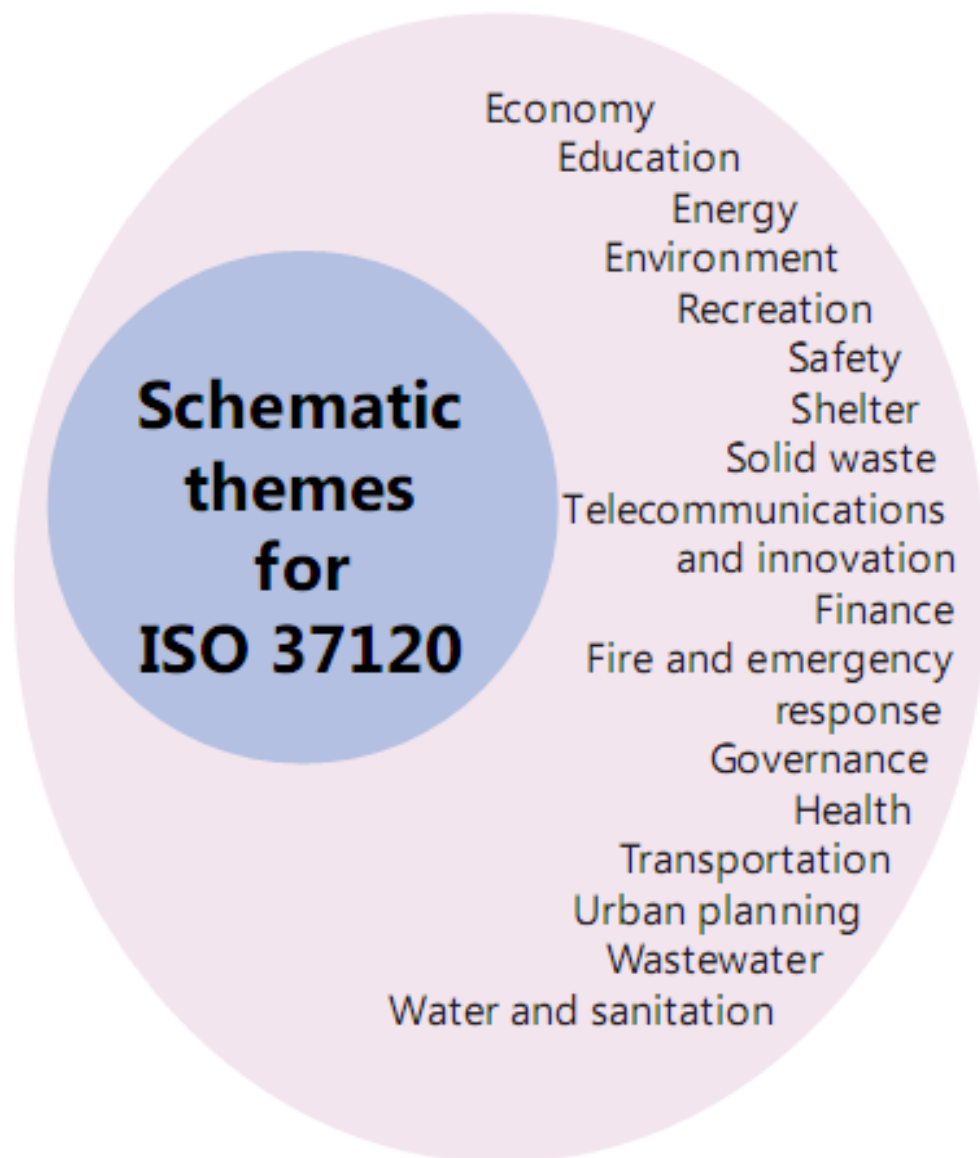 Economy
Education
Energy
Environment
Recreation
Safety
Shelter
Solid waste
Telecommunications
and innovation
Finance
Fire and emergency
response
Governance
Health
Transportation
Urban planning
Wastewater
Water and sanitation
Schematic
themes
for
ISO 37120